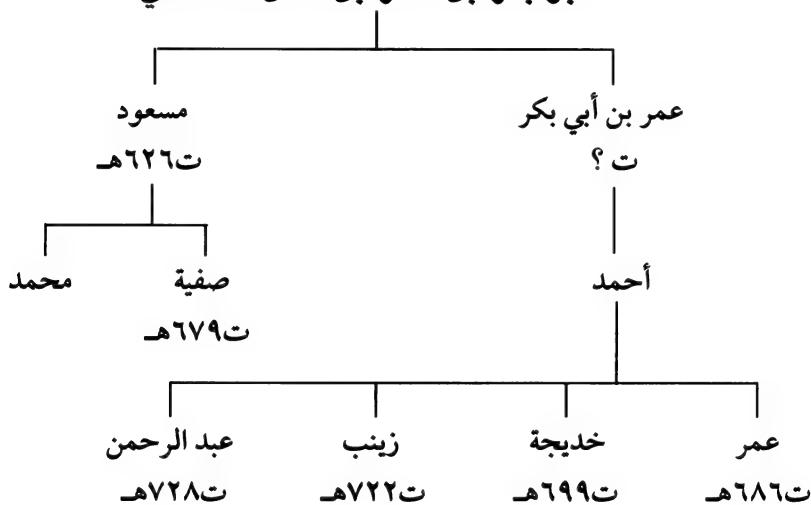 عمر بن أبي بكر مسعود
ت ؟ ت٦٢٦هـ
أحمد صفية محمد
ت٦٧٩هـ
عمر خديجة زينب عبد الرحمن
ت٦٨٦هـ ت٦٩٩هـ ت٧٢٢هـ ت٧٢٨هـ